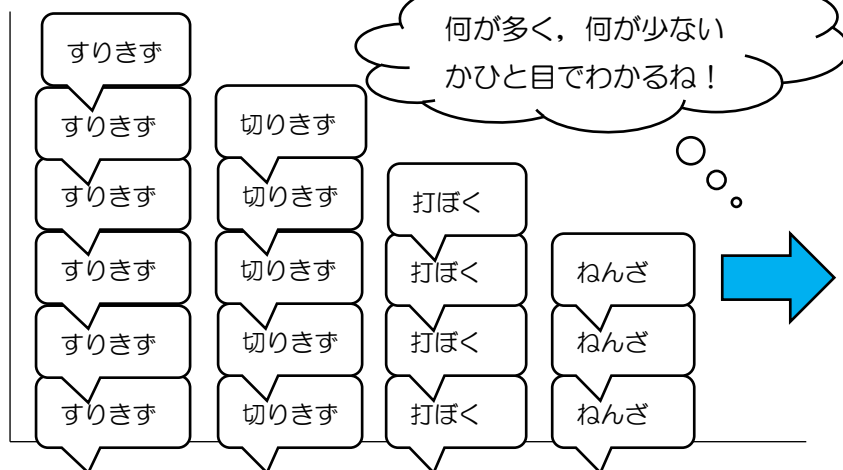 何が多く，何が少ない
かひと目でわかるね！
すりきず
すりきず
すりきず
すりきず
すりきず
すりきず
切りきず
切りきず
切りきず
切りきず
切りきず
打ぼく
打ぼく
打ぼく
打ぼく
ねんざ
ねんざ
ねんざ